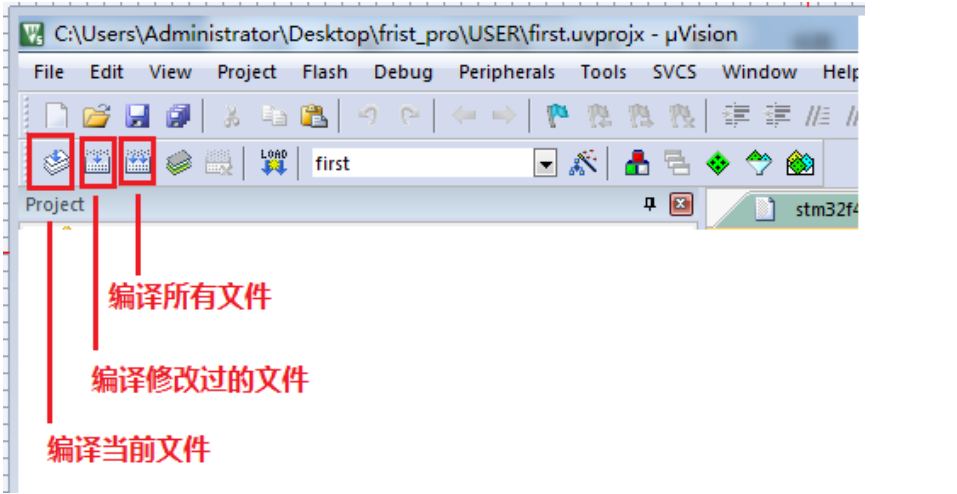 C:\Users\Administrator\Desktop\frist_pro\USER\first.uvprojx - µVision
File Edit View Project Flash Debug Peripherals Tools SVCS Window Help
LOAD first
Project stm32f4
编译所有文件
编译修改过的文件
编译当前文件